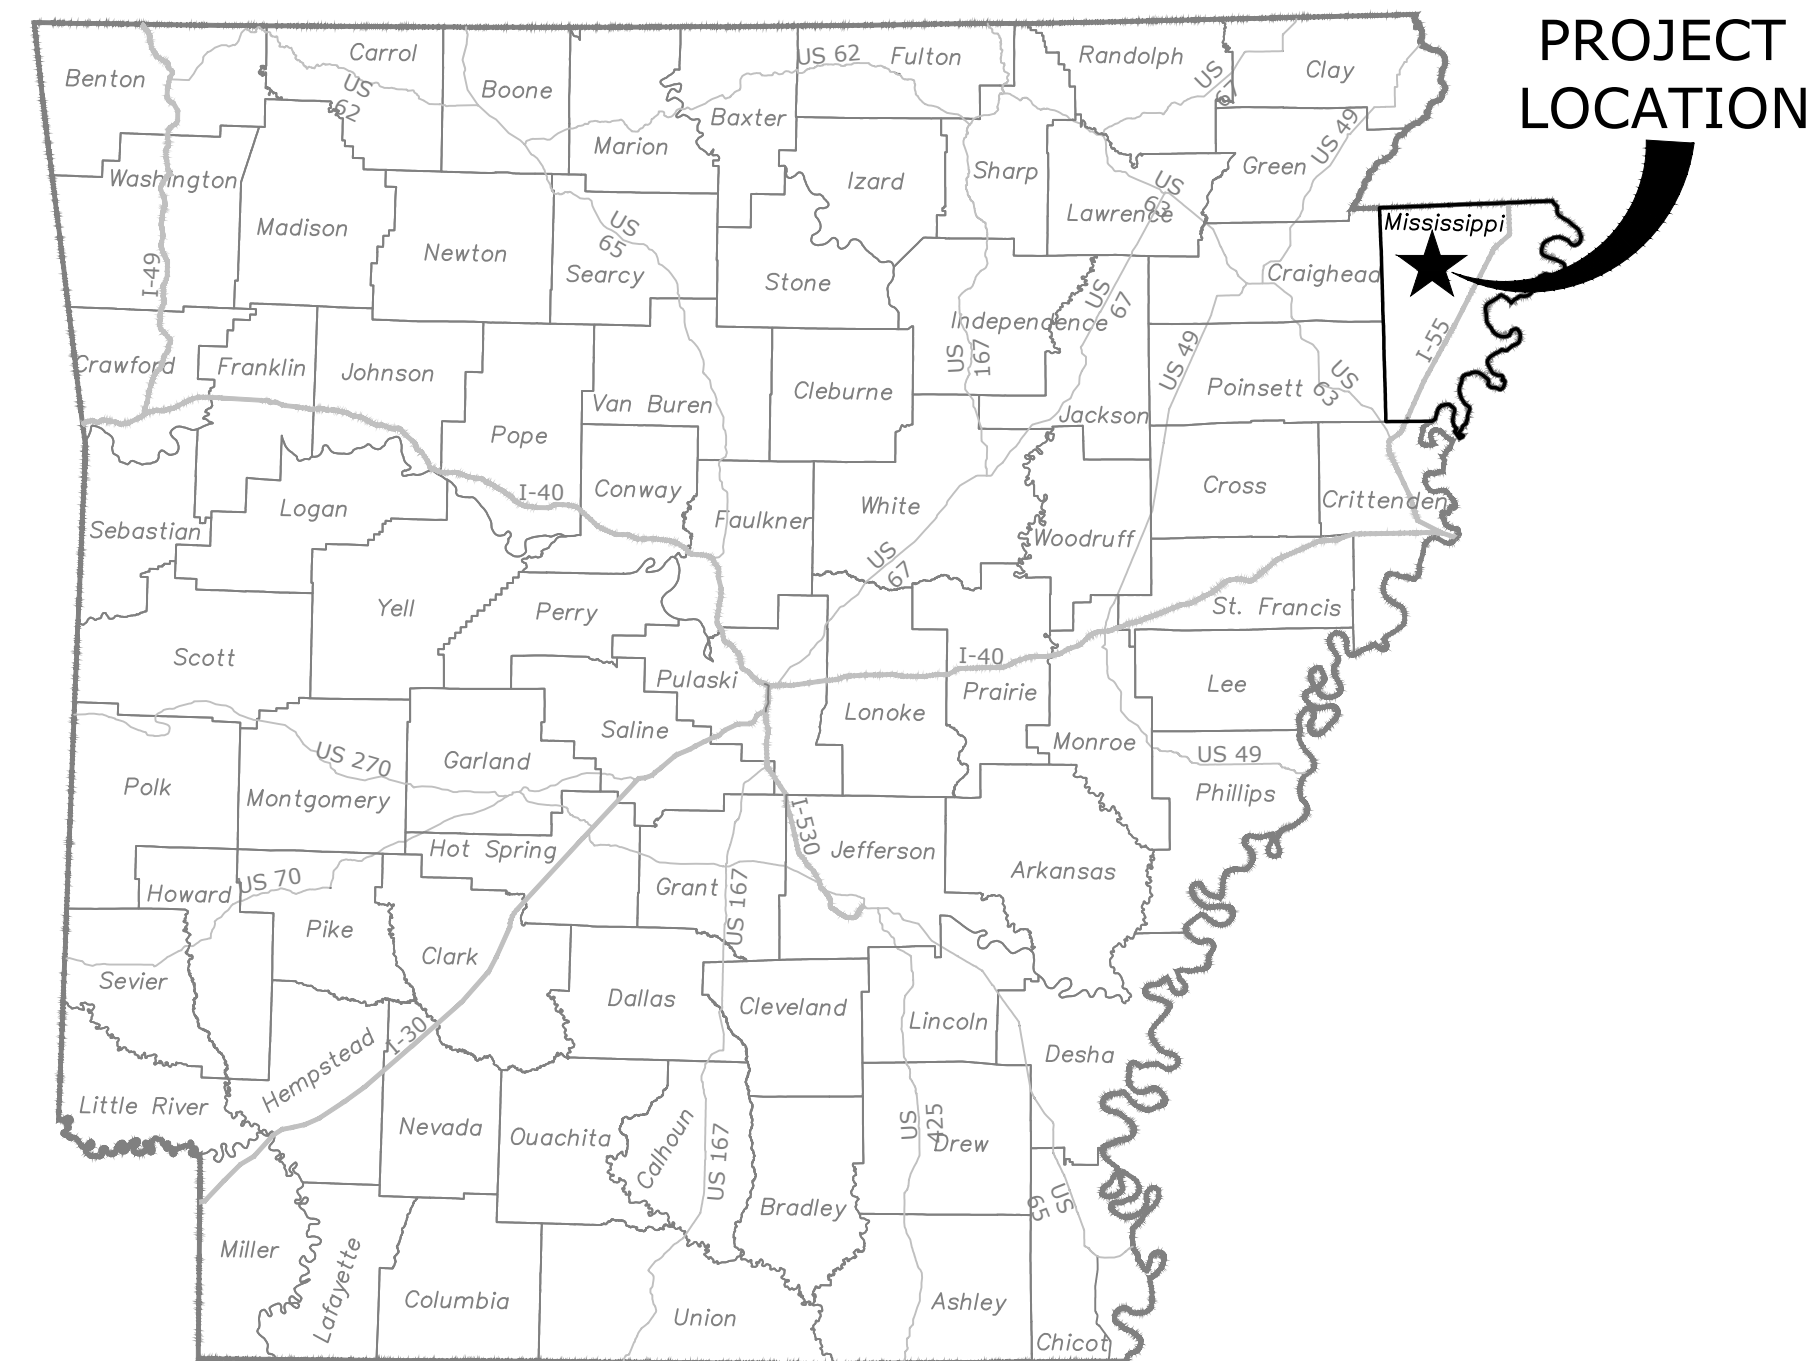 PROJECT
LOCATION
Benton
Carrol
US
62
Boone
Marion
Baxter
US 62
Fulton
Randolph
US
67
Clay
US 49
Washington
Madison
Newton
US
65
Searcy
Stone
Izard
Sharp
Lawrence
US
63
Green
Mississippi
Craighead
I-49
Crawford
Franklin
Johnson
Pope
Van Buren
Cleburne
Independence
US
167
US
67
Jackson
US 49
Poinsett
US
63
I-55
Sebastian
Logan
I-40
Conway
Faulkner
White
US
67
Woodruff
Cross
Crittenden
Scott
Yell
Perry
Pulaski
I-40
St. Francis
Lee
Prairie
Lonoke
Monroe
US 49
Phillips
Polk
US 270
Montgomery
Garland
Saline
Hot Spring
I-530
Jefferson
Arkansas
Howard
US 70
Pike
Clark
Grant
US 167
Sevier
Dallas
Cleveland
Lincoln
Desha
Little River
Hempstead
I-30
Nevada
Ouachita
Calhoun
US 167
Bradley
US
425
Drew
US
65
Miller
Lafayette
Columbia
Union
Ashley
Chicot